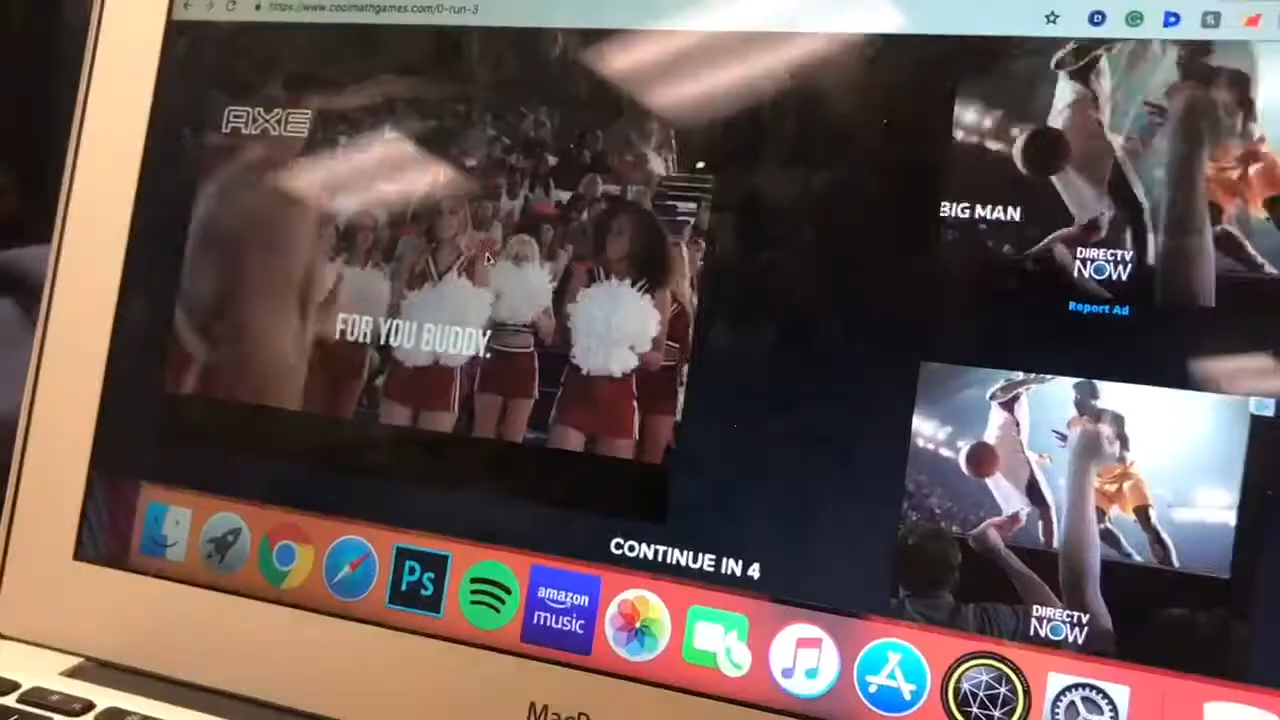 https://www.coolmathgames.com/0-run-3
AXE
BIG MAN
DIRECTV
NOW
Report Ad
FOR YOU BUDDY.
CONTINUE IN 4
DIRECTV
NOW
Ps
amazon
music